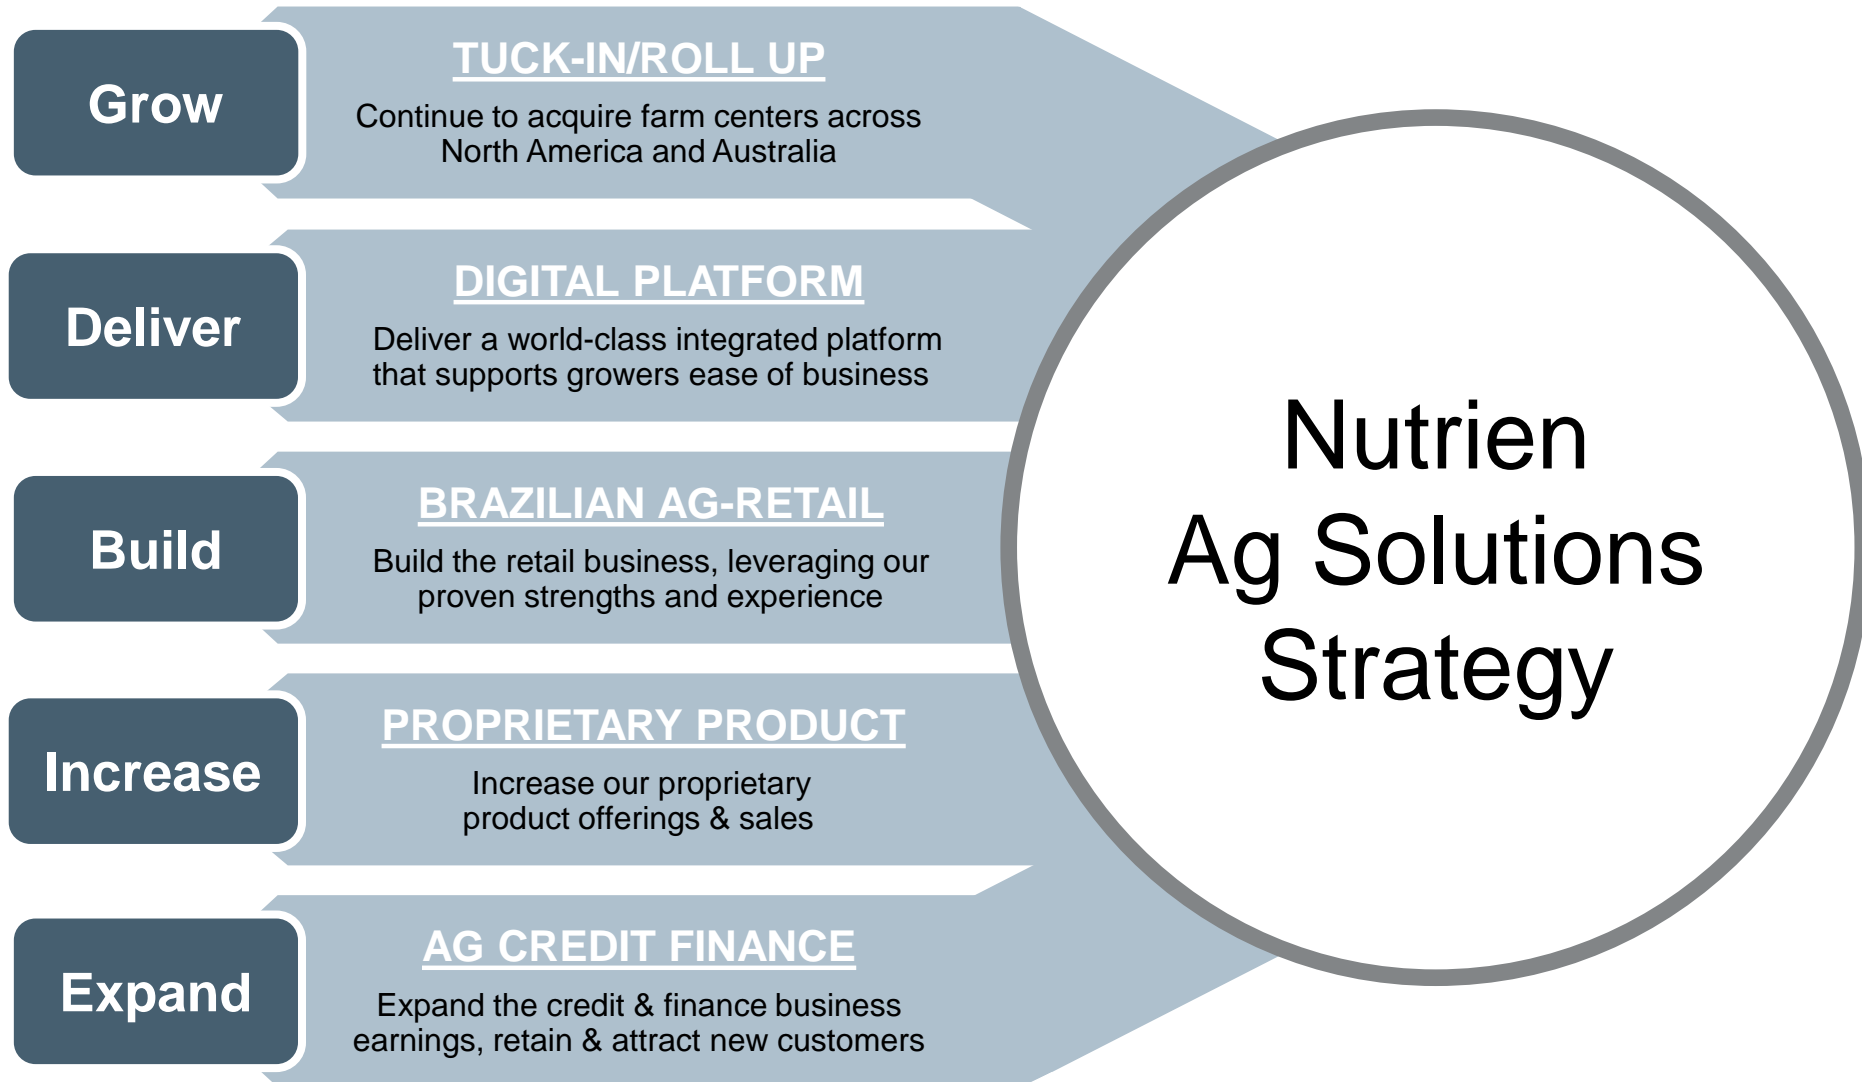 Grow
TUCK-IN/ROLL UP
Continue to acquire farm centers across
North America and Australia
Deliver
DIGITAL PLATFORM
Deliver a world-class integrated platform
that supports growers ease of business
Build
BRAZILIAN AG-RETAIL
Build the retail business, leveraging our
proven strengths and experience
Increase
PROPRIETARY PRODUCT
Increase our proprietary
product offerings & sales
Expand
AG CREDIT FINANCE
Expand the credit & finance business
earnings, retain & attract new customers
Nutrien
Ag Solutions
Strategy